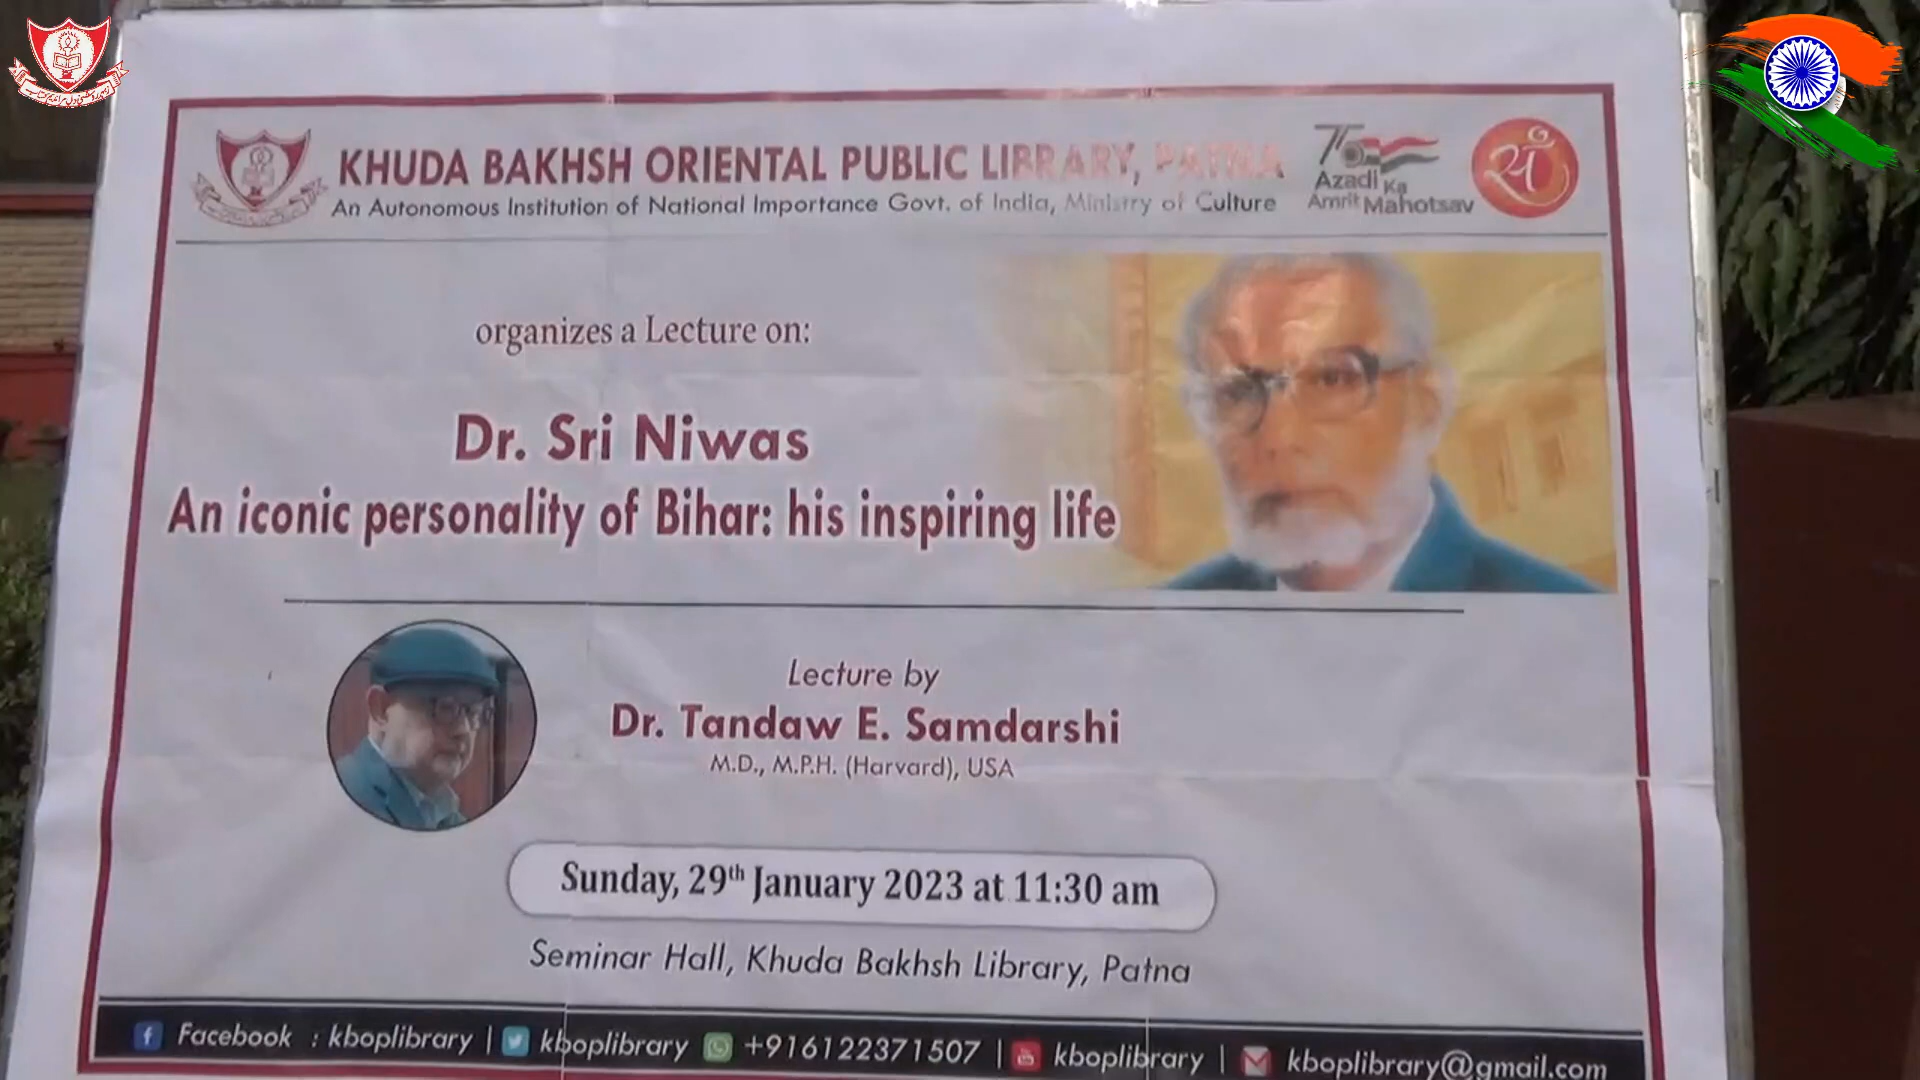 KHUDA BAKHSH ORIENTAL PUBLIC LIBRARY, PATNA
An Autonomous Institution of National Importance Govt. of India, Ministry of Culture
75
Azadi Ka
Amrit Mahotsav
organizes a Lecture on:
Dr. Sri Niwas
An iconic personality of Bihar: his inspiring life
Lecture by
Dr. Tandaw E. Samdarshi
M.D., M.P.H. (Harvard), USA
Sunday, 29th January 2023 at 11:30 am
Seminar Hall, Khuda Bakhsh Library, Patna
Facebook : kboplibrary | kboplibrary +916122371507 | kboplibrary | kboplibrary@gmail.com